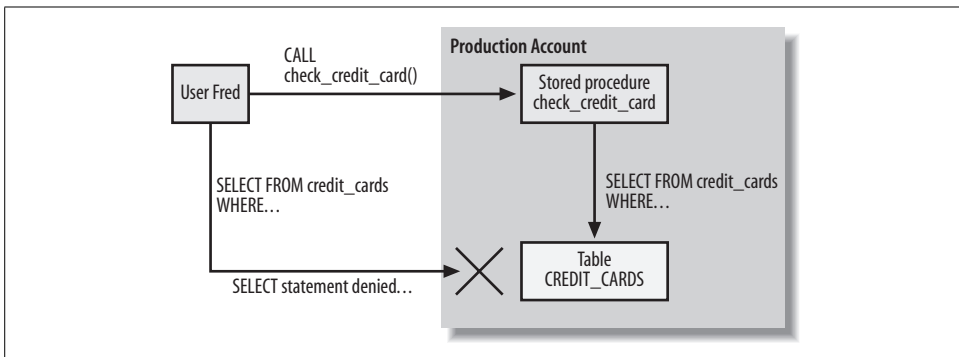 Production Account
CALL
check_credit_card()
User Fred
Stored procedure
check_credit_card
SELECT FROM credit_cards
WHERE...
SELECT FROM credit_cards
WHERE...
Table
CREDIT_CARDS
SELECT statement denied...